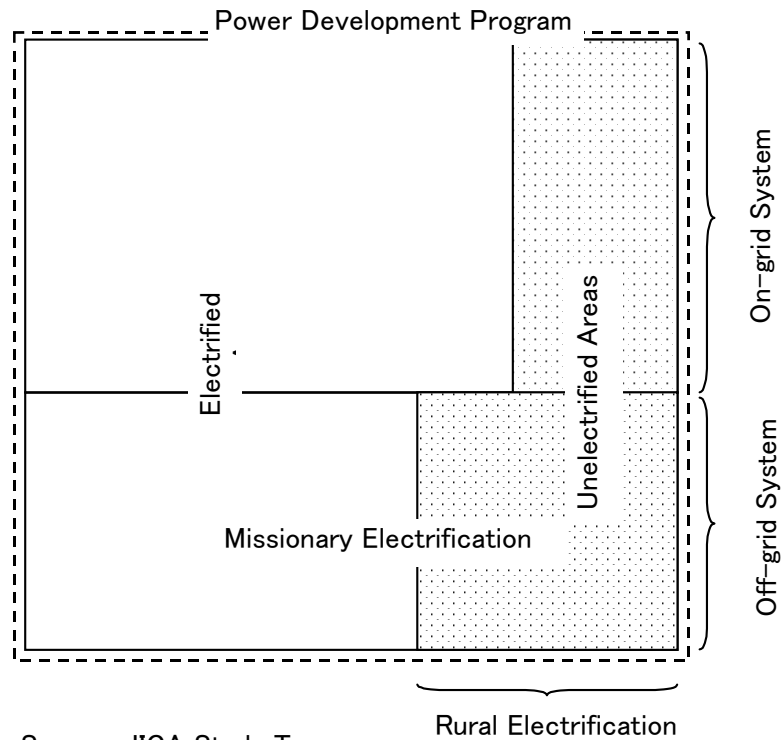 Power Development Program
On-grid System
Electrified
Unelectrified Areas
Missionary Electrification
Off-grid System
Rural Electrification